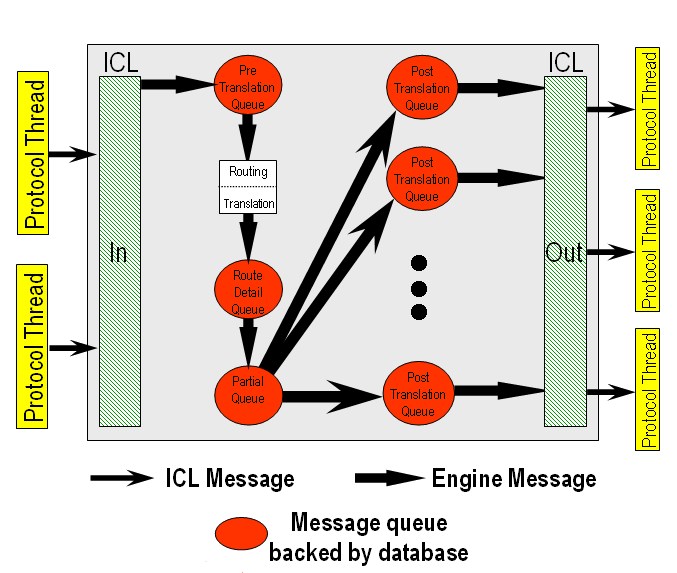 ICL
ICL
Protocol Thread
Protocol Thread
In
Pre
Translation
Queue
Routing
Translation
Route
Detail
Queue
Partial
Queue
Post
Translation
Queue
Post
Translation
Queue
Post
Translation
Queue
Out
Protocol Thread
Protocol Thread
Protocol Thread
ICL Message
Engine Message
Message queue
backed by database